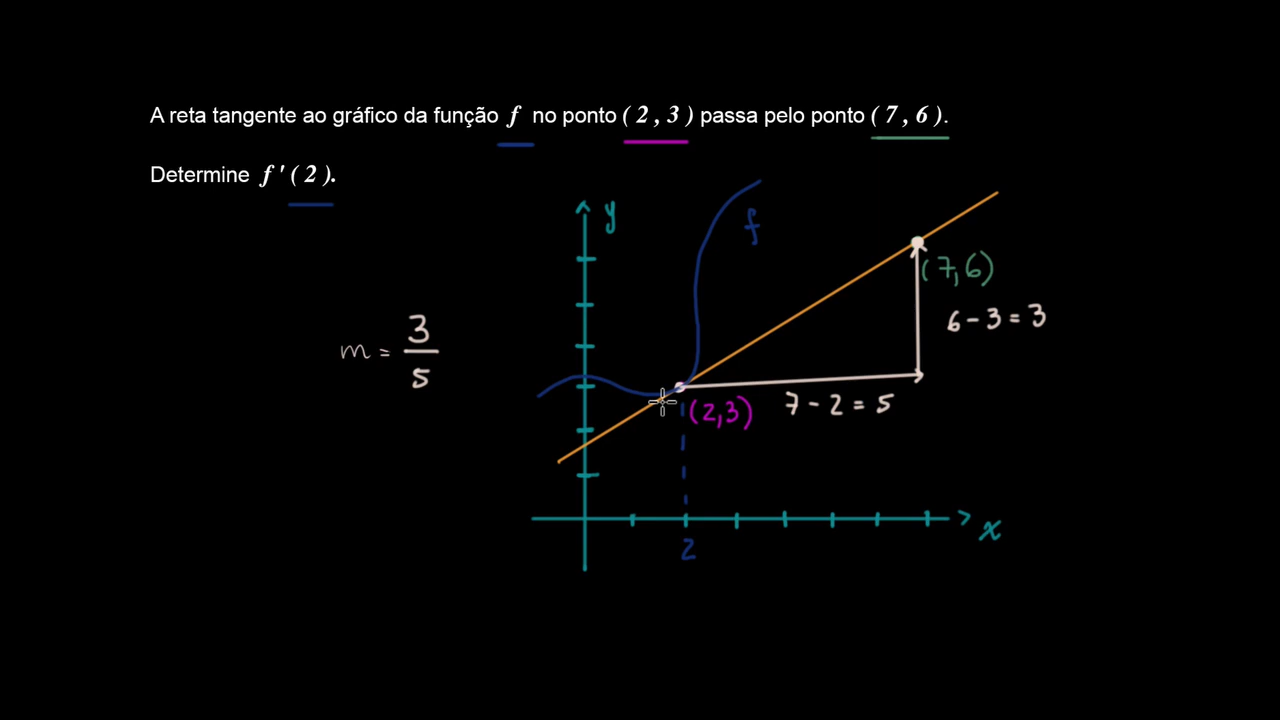 A reta tangente ao gráfico da função f no ponto ( 2 , 3 ) passa pelo ponto ( 7 , 6 ).
Determine f ' ( 2 ).
y
f
(7,6)
6 - 3 = 3
m = 3/5
(2,3)
7 - 2 = 5
x
2